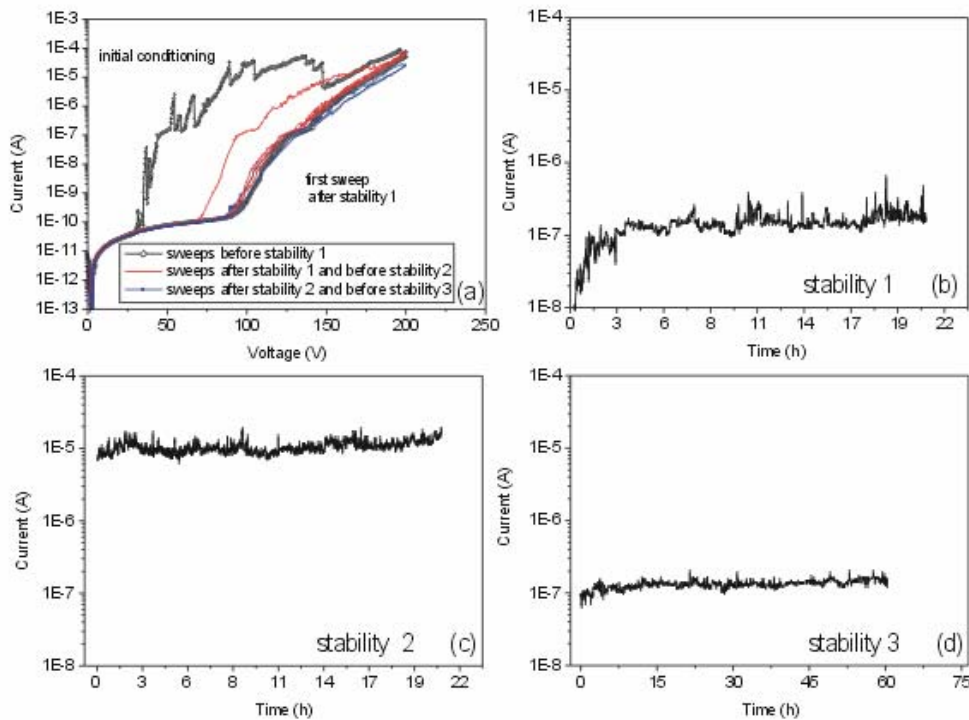 1E-3
1E-4
1E-5
1E-6
1E-7
1E-8
1E-9
1E-10
1E-11
1E-12
1E-13
Current (A)
initial conditioning
first sweep
after stability 1
sweeps before stability 1
sweeps after stability 1 and before stability 2
sweeps after stability 2 and before stability 3
(a)
0 50 100 150 200 250
Voltage (V)
1E-4
1E-5
1E-6
1E-7
1E-8
Current (A)
stability 1
(b)
0 3 6 8 11 14 17 19 22
Time (h)
1E-4
1E-5
1E-6
1E-7
1E-8
Current (A)
stability 2
(c)
0 3 6 8 11 14 17 19 22
Time (h)
1E-4
1E-5
1E-6
1E-7
1E-8
Current (A)
stability 3
(d)
0 15 30 45 60 75
Time (h)